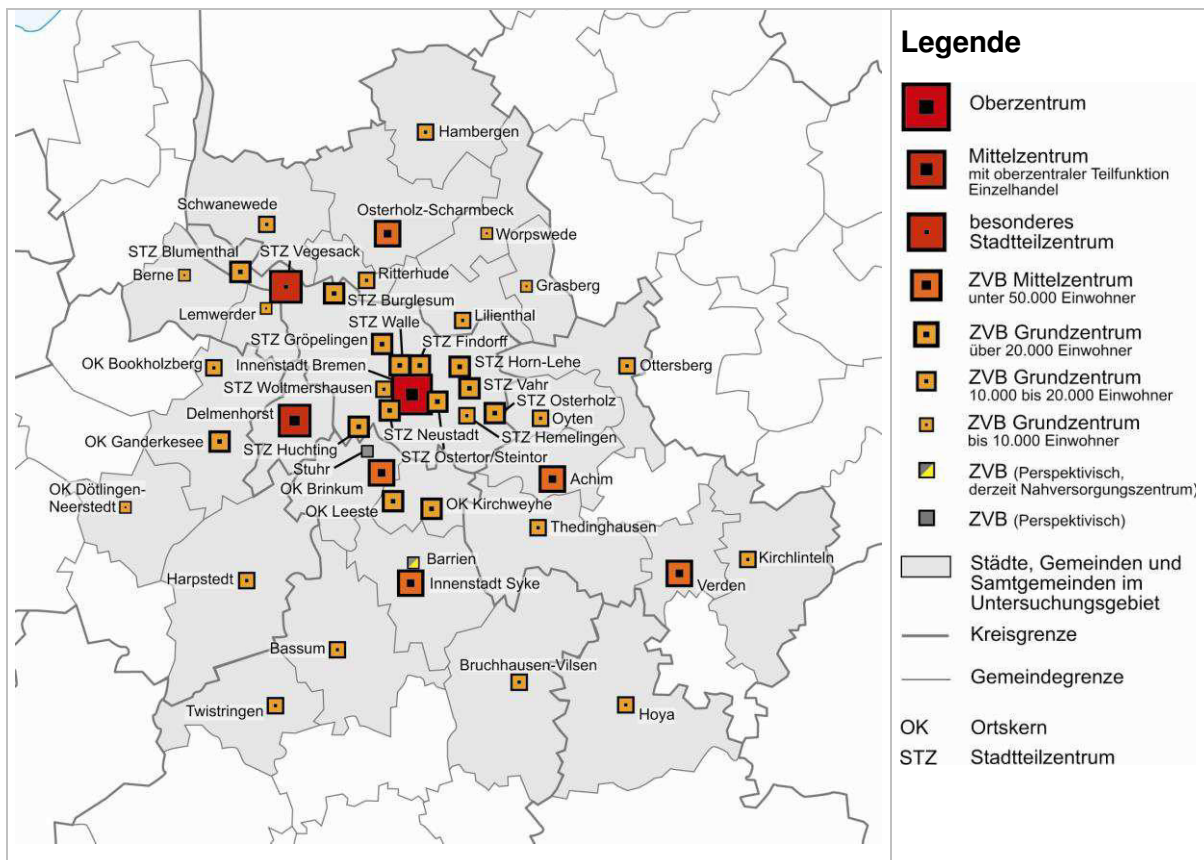 Hambergen
Schwanewede
Osterholz-Scharmbeck
Worpswede
STZ Blumenthal
STZ Vegesack
Berne
Ritterhude
Grasberg
STZ Burglesum
Lemwerder
STZ Walle
Lilienthal
STZ Gröpelingen
STZ Findorff
OK Bookholzberg
Innenstadt Bremen
STZ Horn-Lehe
Ottersberg
STZ Woltmershausen
STZ Vahr
STZ Osterholz
Delmenhorst
Oyten
STZ Neustadt
STZ Hemelingen
OK Ganderkesee
STZ Huchting
STZ Ostertor/Steintor
Stuhr
OK Brinkum
Achim
OK Dötlingen-
Neerstedt
OK Leeste
OK Kirchweyhe
Thedinghausen
Barrien
Kirchlinteln
Harpstedt
Innenstadt Syke
Verden
Bassum
Bruchhausen-Vilsen
Twistringen
Hoya
Legende
Oberzentrum
Mittelzentrum
mit oberzentraler Teilfunktion
Einzelhandel
besonderes
Stadtteilzentrum
ZVB Mittelzentrum
unter 50.000 Einwohner
ZVB Grundzentrum
über 20.000 Einwohner
ZVB Grundzentrum
10.000 bis 20.000 Einwohner
ZVB Grundzentrum
bis 10.000 Einwohner
ZVB (Perspektivisch,
derzeit Nahversorgungszentrum)
ZVB (Perspektivisch)
Städte, Gemeinden und
Samtgemeinden im
Untersuchungsgebiet
Kreisgrenze
Gemeindegrenze
OK Ortskern
STZ Stadtteilzentrum